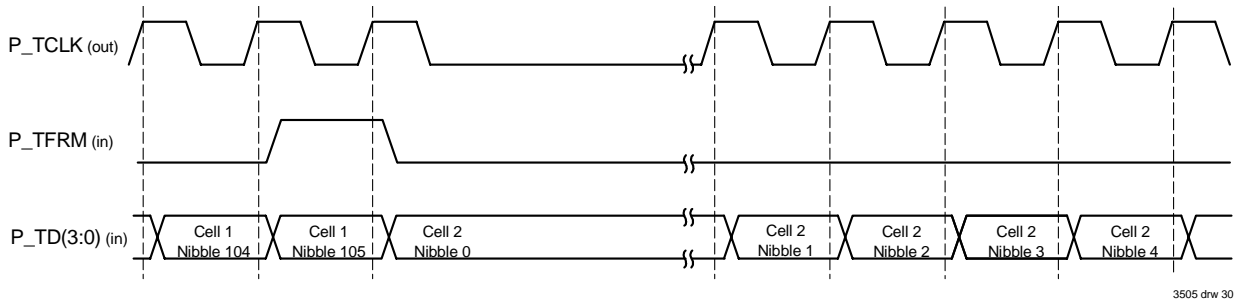 P_TCLK (out)
P_TFRM (in)
P_TD(3:0) (in)
Cell 1
Nibble 104
Cell 1
Nibble 105
Cell 2
Nibble 0
Cell 2
Nibble 1
Cell 2
Nibble 2
Cell 2
Nibble 3
Cell 2
Nibble 4
3505 drw 30